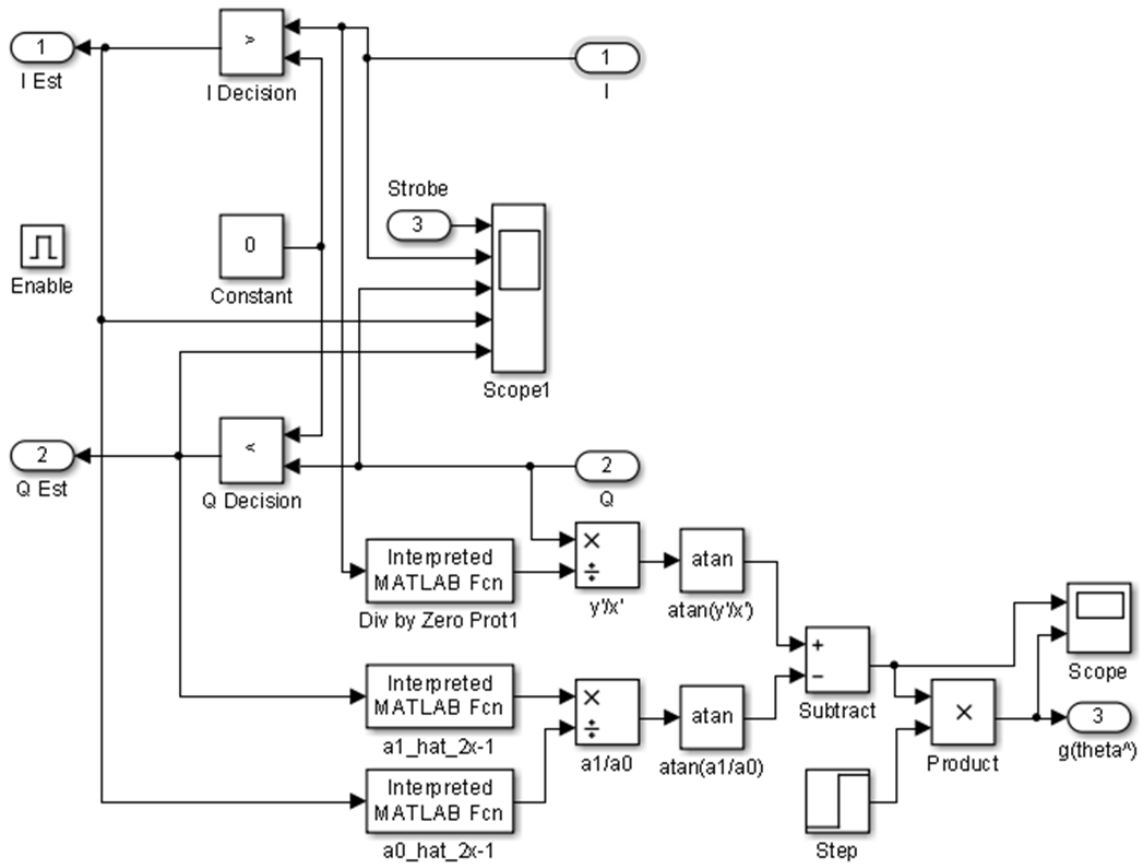 1
I Est
>
I Decision
1
I
Strobe
3
Enable
0
Constant
Scope1
2
Q Est
<
Q Decision
2
Q
Interpreted
MATLAB Fcn
Div by Zero Prot1
×
÷
y'/x'
atan
atan(y'/x')
Interpreted
MATLAB Fcn
a1_hat_2x-1
×
÷
a1/a0
atan
atan(a1/a0)
+
−
Subtract
Scope
×
Product
3
g(theta^)
Interpreted
MATLAB Fcn
a0_hat_2x-1
Step